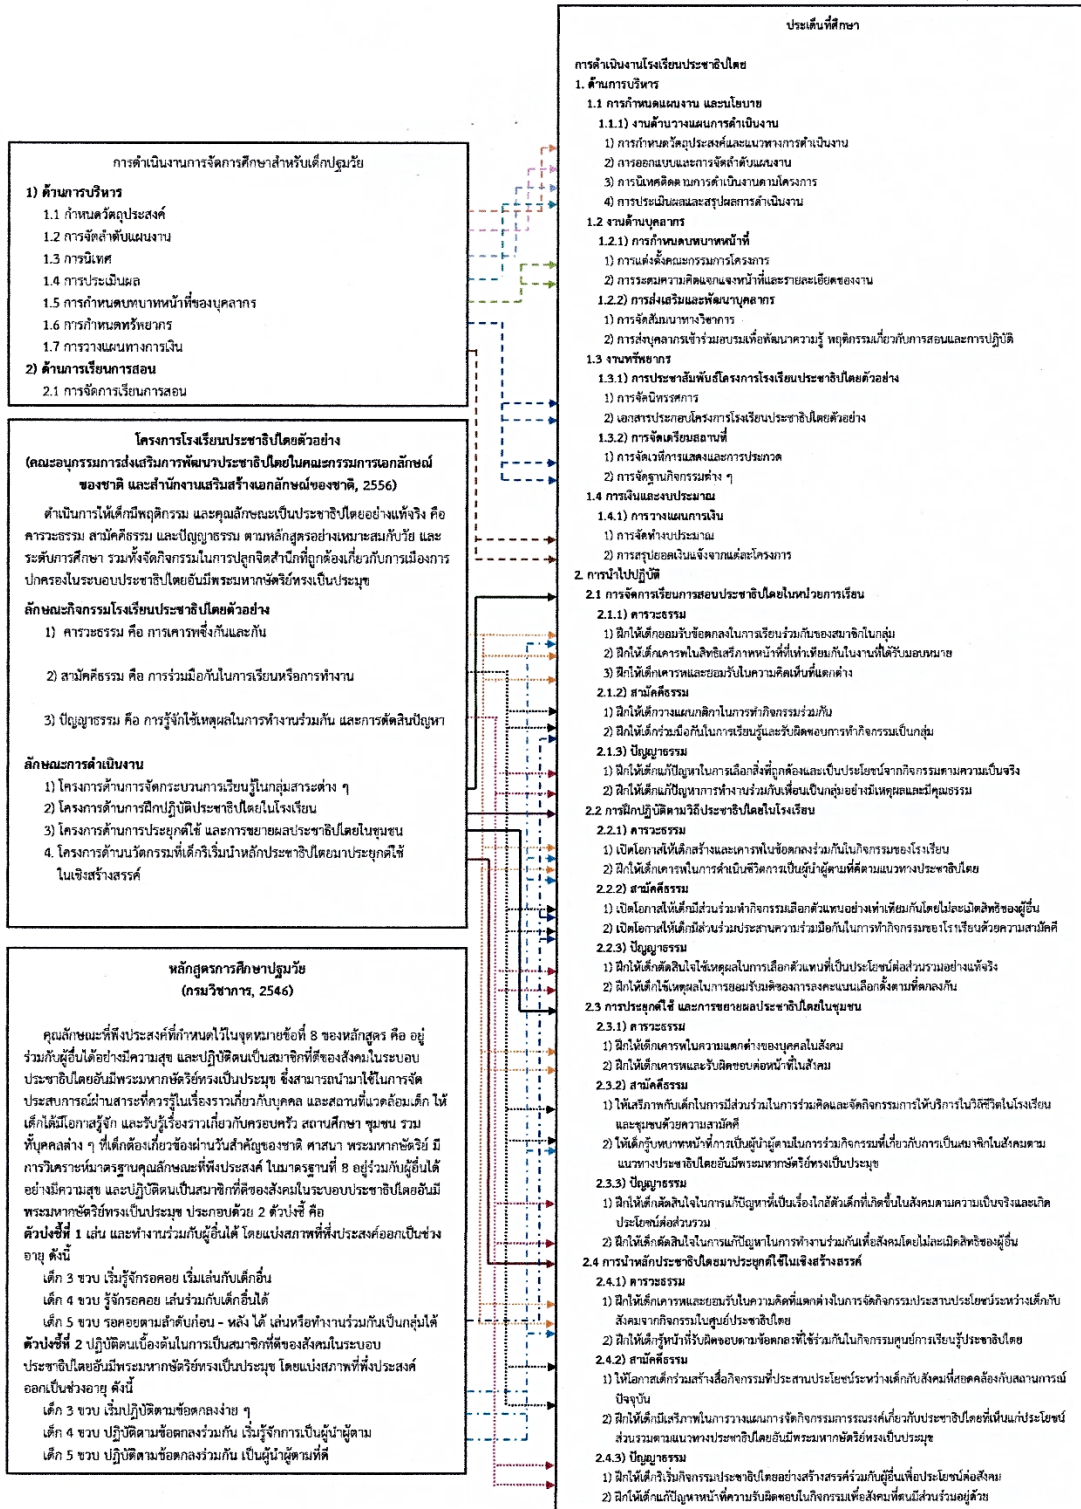 การดำเนินงานการจัดการศึกษาสำหรับเด็กปฐมวัย
1) ด้านการบริหาร
1.1 กำหนดวัตถุประสงค์
1.2 การจัดลำดับแผนงาน
1.3 การนิเทศ
1.4 การประเมินผล
1.5 การกำหนดบทบาทหน้าที่ของบุคลากร
1.6 การกำหนดทรัพยากร
1.7 การวางแผนทางการเงิน
2) ด้านการเรียนการสอน
2.1 การจัดการเรียนการสอน
โครงการโรงเรียนประชาธิปไตยตัวอย่าง
(คณะอนุกรรมการส่งเสริมการพัฒนาประชาธิปไตยในคณะกรรมการเอกลักษณ์
ของชาติ และสำนักงานเสริมสร้างเอกลักษณ์ของชาติ, 2556)
ดำเนินการให้เด็กมีพฤติกรรม และคุณลักษณะเป็นประชาธิปไตยอย่างแท้จริง คือ
คารวะธรรม สามัคคีธรรม และปัญญาธรรม ตามหลักสูตรอย่างเหมาะสมกับวัย และ
ระดับการศึกษา รวมทั้งจัดกิจกรรมในการปลูกจิตสำนึกที่ถูกต้องเกี่ยวกับการเมืองการ
ปกครองในระบอบประชาธิปไตยอันมีพระมหากษัตริย์ทรงเป็นประมุข
ลักษณะกิจกรรมโรงเรียนประชาธิปไตยตัวอย่าง
1) คารวะธรรม คือ การเคารพซึ่งกันและกัน
2) สามัคคีธรรม คือ การร่วมมือกันในการเรียนหรือการทำงาน
3) ปัญญาธรรม คือ การรู้จักใช้เหตุผลในการทำงานร่วมกัน และการตัดสินปัญหา
ลักษณะการดำเนินงาน
1) โครงการด้านการจัดกระบวนการเรียนรู้ในกลุ่มสาระต่าง ๆ
2) โครงการด้านการฝึกปฏิบัติประชาธิปไตยในโรงเรียน
3) โครงการด้านการประยุกต์ใช้ และการขยายผลประชาธิปไตยในชุมชน
4. โครงการด้านนวัตกรรมที่เด็กริเริ่มนำหลักประชาธิปไตยมาประยุกต์ใช้
ในเชิงสร้างสรรค์
หลักสูตรการศึกษาปฐมวัย
(กรมวิชาการ, 2546)
คุณลักษณะที่พึงประสงค์ที่กำหนดไว้ในจุดหมายข้อที่ 8 ของหลักสูตร คือ อยู่
ร่วมกับผู้อื่นได้อย่างมีความสุข และปฏิบัติตนเป็นสมาชิกที่ดีของสังคมในระบอบ
ประชาธิปไตยอันมีพระมหากษัตริย์ทรงเป็นประมุข ซึ่งสามารถนำมาใช้ในการจัด
ประสบการณ์ผ่านสาระที่ควรรู้ในเรื่องราวเกี่ยวกับบุคคล และสถานที่แวดล้อมเด็ก ให้
เด็กได้มีโอกาสรู้จัก และรับรู้เรื่องราวเกี่ยวกับครอบครัว สถานศึกษา ชุมชน รวม
ทั้งบุคคลต่าง ๆ ที่เด็กต้องเกี่ยวข้องผ่านวันสำคัญของชาติ ศาสนา พระมหากษัตริย์ มี
การวิเคราะห์มาตรฐานคุณลักษณะที่พึงประสงค์ ในมาตรฐานที่ 8 อยู่ร่วมกับผู้อื่นได้
อย่างมีความสุข และปฏิบัติตนเป็นสมาชิกที่ดีของสังคมในระบอบประชาธิปไตยอันมี
พระมหากษัตริย์ทรงเป็นประมุข ประกอบด้วย 2 ตัวบ่งชี้ คือ
ตัวบ่งชี้ที่ 1 เล่น และทำงานร่วมกับผู้อื่นได้ โดยแบ่งสภาพที่พึงประสงค์ออกเป็นช่วง
อายุ ดังนี้
เด็ก 3 ขวบ เริ่มรู้จักรอคอย เริ่มเล่นกับเด็กอื่น
เด็ก 4 ขวบ รู้จักรอคอย เล่นร่วมกับเด็กอื่นได้
เด็ก 5 ขวบ รอคอยตามลำดับก่อน - หลัง ได้ เล่นหรือทำงานร่วมกันเป็นกลุ่มได้
ตัวบ่งชี้ที่ 2 ปฏิบัติตนเบื้องต้นในการเป็นสมาชิกที่ดีของสังคมในระบอบ
ประชาธิปไตยอันมีพระมหากษัตริย์ทรงเป็นประมุข โดยแบ่งสภาพที่พึงประสงค์
ออกเป็นช่วงอายุ ดังนี้
เด็ก 3 ขวบ เริ่มปฏิบัติตามข้อตกลงง่าย ๆ
เด็ก 4 ขวบ ปฏิบัติตามข้อตกลงร่วมกัน เริ่มรู้จักการเป็นผู้นำผู้ตาม
เด็ก 5 ขวบ ปฏิบัติตามข้อตกลงร่วมกัน เป็นผู้นำผู้ตามที่ดี
ประเด็นที่ศึกษา
การดำเนินงานโรงเรียนประชาธิปไตย
1. ด้านการบริหาร
1.1 การกำหนดแผนงาน และนโยบาย
1.1.1) งานด้านวางแผนการดำเนินงาน
1) การกำหนดวัตถุประสงค์และแนวทางการดำเนินงาน
2) การออกแบบและการจัดลำดับแผนงาน
3) การนิเทศติดตามการดำเนินงานตามโครงการ
4) การประเมินผลและสรุปผลการดำเนินงาน
1.2 งานด้านบุคลากร
1.2.1) การกำหนดบทบาทหน้าที่
1) การแต่งตั้งคณะกรรมการโครงการ
2) การระดมความคิดแจกแจงหน้าที่และรายละเอียดของงาน
1.2.2) การส่งเสริมและพัฒนาบุคลากร
1) การจัดสัมมนาทางวิชาการ
2) การส่งบุคลากรเข้าร่วมอบรมเพื่อพัฒนาความรู้ พฤติกรรมเกี่ยวกับการสอนและการปฏิบัติ
1.3 งานทรัพยากร
1.3.1) การประชาสัมพันธ์โครงการโรงเรียนประชาธิปไตยตัวอย่าง
1) การจัดนิทรรศการ
2) เอกสารประกอบโครงการโรงเรียนประชาธิปไตยตัวอย่าง
1.3.2) การจัดเตรียมสถานที่
1) การจัดเวทีการแสดงและการประกวด
2) การจัดฐานกิจกรรมต่าง ๆ
1.4 การเงินและงบประมาณ
1.4.1) การวางแผนการเงิน
1) การจัดทำงบประมาณ
2) การสรุปยอดเงินแจ้งจากแต่ละโครงการ
2. การนำไปปฏิบัติ
2.1 การจัดการเรียนการสอนประชาธิปไตยในหน่วยการเรียน
2.1.1) คารวะธรรม
1) ฝึกให้เด็กยอมรับข้อตกลงในการเรียนร่วมกันของสมาชิกในกลุ่ม
2) ฝึกให้เด็กเคารพในสิทธิเสรีภาพหน้าที่ที่เท่าเทียมกันในงานที่ได้รับมอบหมาย
3) ฝึกให้เด็กเคารพและยอมรับในความคิดเห็นที่แตกต่าง
2.1.2) สามัคคีธรรม
1) ฝึกให้เด็กวางแผนกติกาในการทำกิจกรรมร่วมกัน
2) ฝึกให้เด็กร่วมมือกันในการเรียนรู้และรับผิดชอบการทำกิจกรรมเป็นกลุ่ม
2.1.3) ปัญญาธรรม
1) ฝึกให้เด็กแก้ปัญหาในการเลือกสิ่งที่ถูกต้องและเป็นประโยชน์จากกิจกรรมตามความเป็นจริง
2) ฝึกให้เด็กแก้ปัญหาการทำงานร่วมกับเพื่อนเป็นกลุ่มอย่างมีเหตุผลและมีคุณธรรม
2.2 การฝึกปฏิบัติตามวิถีประชาธิปไตยในโรงเรียน
2.2.1) คารวะธรรม
1) เปิดโอกาสให้เด็กสร้างและเคารพในข้อตกลงร่วมกันในกิจกรรมของโรงเรียน
2) ฝึกให้เด็กเคารพในการดำเนินชีวิตการเป็นผู้นำผู้ตามที่ดีตามแนวทางประชาธิปไตย
2.2.2) สามัคคีธรรม
1) เปิดโอกาสให้เด็กมีส่วนร่วมทำกิจกรรมเลือกตัวแทนอย่างเท่าเทียมกันโดยไม่ละเมิดสิทธิของผู้อื่น
2) เปิดโอกาสให้เด็กมีส่วนร่วมประสานความร่วมมือกันในการทำกิจกรรมของโรงเรียนด้วยความสามัคคี
2.2.3) ปัญญาธรรม
1) ฝึกให้เด็กตัดสินใจใช้เหตุผลในการเลือกตัวแทนที่เป็นประโยชน์ต่อส่วนรวมอย่างแท้จริง
2) ฝึกให้เด็กใช้เหตุผลในการยอมรับมติของการลงคะแนนเลือกตั้งตามที่ตกลงกัน
2.3 การประยุกต์ใช้ และการขยายผลประชาธิปไตยในชุมชน
2.3.1) คารวะธรรม
1) ฝึกให้เด็กเคารพในความแตกต่างของบุคคลในสังคม
2) ฝึกให้เด็กเคารพและรับผิดชอบต่อหน้าที่ในสังคม
2.3.2) สามัคคีธรรม
1) ให้เสรีภาพกับเด็กในการมีส่วนร่วมในการร่วมคิดและจัดกิจกรรมการให้บริการในวิถีชีวิตในโรงเรียน
และชุมชนด้วยความสามัคคี
2) ให้เด็กรู้บทบาทหน้าที่การเป็นผู้นำผู้ตามในการร่วมกิจกรรมที่เกี่ยวกับการเป็นสมาชิกในสังคมตาม
แนวทางประชาธิปไตยอันมีพระมหากษัตริย์ทรงเป็นประมุข
2.3.3) ปัญญาธรรม
1) ฝึกให้เด็กตัดสินใจในการแก้ปัญหาที่เป็นเรื่องใกล้ตัวเด็กที่เกิดขึ้นในสังคมตามความเป็นจริงและเกิด
ประโยชน์ต่อส่วนรวม
2) ฝึกให้เด็กตัดสินใจในการแก้ปัญหาในการทำงานร่วมกันเพื่อสังคมโดยไม่ละเมิดสิทธิของผู้อื่น
2.4 การนำหลักประชาธิปไตยมาประยุกต์ใช้ในเชิงสร้างสรรค์
2.4.1) คารวะธรรม
1) ฝึกให้เด็กเคารพและยอมรับในความคิดที่แตกต่างในการจัดกิจกรรมประสานประโยชน์ระหว่างเด็กกับ
สังคมจากกิจกรรมในศูนย์ประชาธิปไตย
2) ฝึกให้เด็กรู้หน้าที่รับผิดชอบตามข้อตกลงที่ใช้ร่วมกันในกิจกรรมศูนย์การเรียนรู้ประชาธิปไตย
2.4.2) สามัคคีธรรม
1) ให้โอกาสเด็กร่วมสร้างสื่อกิจกรรมที่ประสานประโยชน์ระหว่างเด็กกับสังคมที่สอดคล้องกับสถานการณ์
ปัจจุบัน
2) ฝึกให้เด็กมีเสรีภาพในการวางแผนการจัดกิจกรรมการรณรงค์เกี่ยวกับประชาธิปไตยที่เห็นแก่ประโยชน์
ส่วนรวมตามแนวทางประชาธิปไตยอันมีพระมหากษัตริย์ทรงเป็นประมุข
2.4.3) ปัญญาธรรม
1) ฝึกให้เด็กริเริ่มกิจกรรมประชาธิปไตยอย่างสร้างสรรค์ร่วมกับผู้อื่นเพื่อประโยชน์ต่อสังคม
2) ฝึกให้เด็กแก้ปัญหาหน้าที่ความรับผิดชอบในกิจกรรมเพื่อสังคมที่ตนมีส่วนร่วมอยู่ด้วย